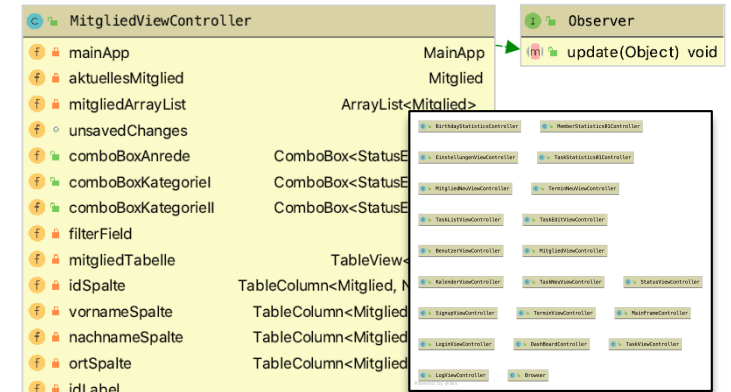 MitgliedViewController
mainApp MainApp
aktuellesMitglied Mitglied
mitgliedArrayList ArrayList<Mitglied>
unsavedChanges
comboBoxAnrede ComboBox<StatusE
comboBoxKategorieI ComboBox<StatusE
comboBoxKategorieII ComboBox<StatusE
filterField
mitgliedTabelle TableView<
idSpalte TableColumn<Mitglied, N
vornameSpalte TableColumn<Mitglied
nachnameSpalte TableColumn<Mitglied
ortSpalte TableColumn<Mitglied
idLabel
Observer
update(Object) void
BirthdayStatisticsController MemberStatistics01Controller
EinstellungenViewController TaskStatistics01Controller
MitgliedNeuViewController TerminNeuViewController
TaskListViewController TaskEditViewController
BenutzerViewController MitgliedViewController
KalenderViewController TaskNeuViewController StatusViewController
SignupViewController TerminViewController MainFrameController
LoginViewController DashBoardController TaskViewController
LogViewController Browser
Powered by yFiles